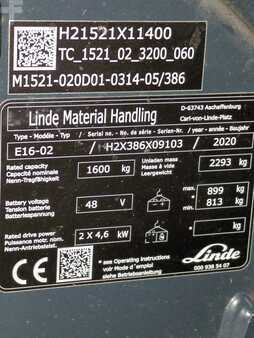 H21521X11400
TC_1521_02_3200_060
M1521-020D01-0314-05/386
Linde Material Handling
D-63743 Aschaffenburg
Carl-von-Linde-Platz
Type - Modèle - Typ / Serial no. - No. de série - Serien-Nr. / year - année - Baujahr
E16-02 / H2X386X09103 / 2020
Rated capacity
Capacité nominale
Nenn-Tragfähigkeit
1600 kg
Unladen mass
Masse à vide
Leergewicht
2293 kg
Battery voltage
Tension batterie
Batteriespannung
48 V
max 899 kg
min 813 kg
Rated drive power
Puissance motor. nom.
Nenn-Antriebsleist.
2 X 4,6 kW
Linde
000 938 54 07
CE
see Operating instructions
voir Mode d'emploi
siehe Betriebsanleitung